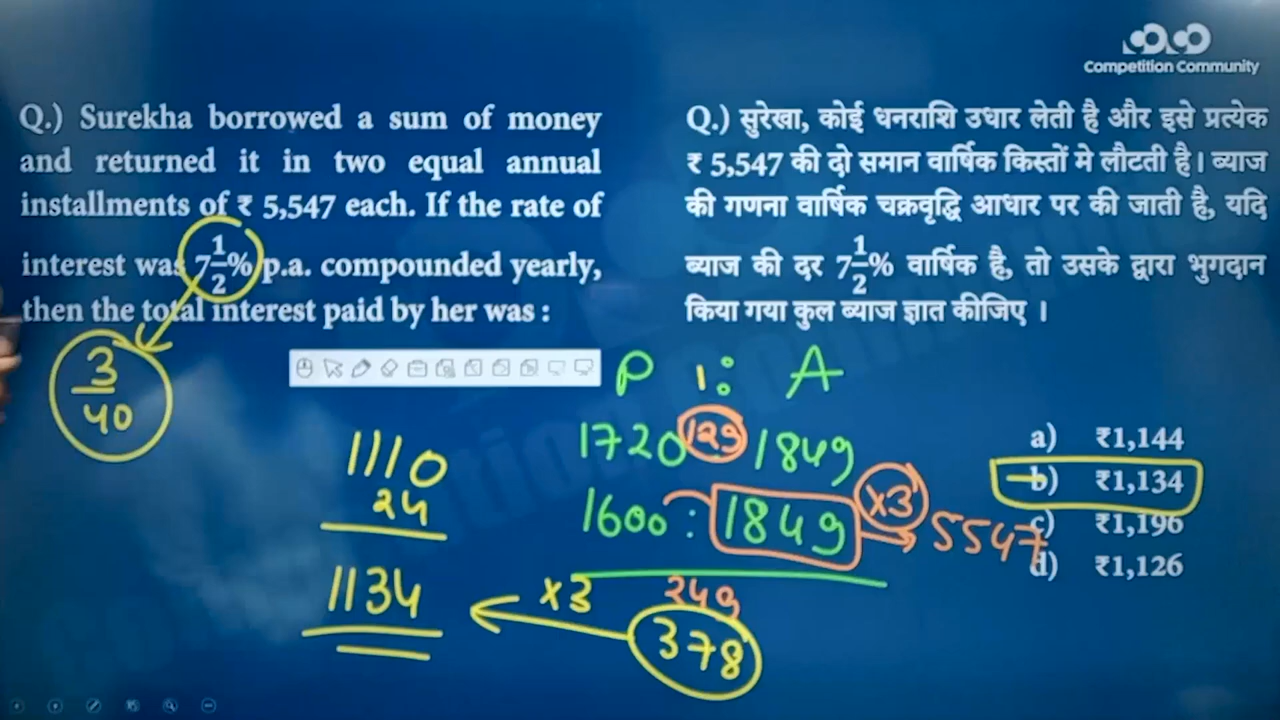 Competition Community
Q.) Surekha borrowed a sum of money
and returned it in two equal annual
installments of ₹ 5,547 each. If the rate of
interest was 7 1/2% p.a. compounded yearly,
then the total interest paid by her was :
Q.) सुरेखा, कोई धनराशि उधार लेती है और इसे प्रत्येक
₹ 5,547 की दो समान वार्षिक किस्तों मे लौटती है। ब्याज
की गणना वार्षिक चक्रवृद्धि आधार पर की जाती है, यदि
ब्याज की दर 7 1/2% वार्षिक है, तो उसके द्वारा भुगदान
किया गया कुल ब्याज ज्ञात कीजिए ।
3/40
P 1: A
1720 129 1849
1600 : 1849 ×3 5547
249
378
×3
1110
24
1134
a) ₹1,144
b) ₹1,134
c) ₹1,196
d) ₹1,126